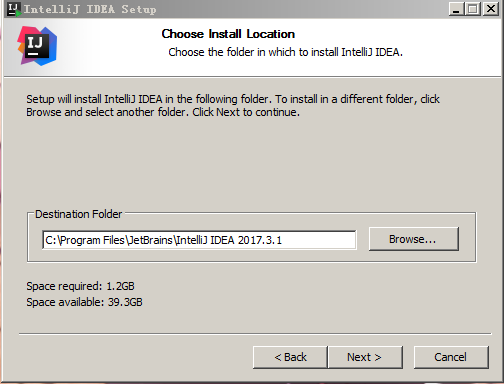 IntelliJ IDEA Setup
IJ
Choose Install Location
Choose the folder in which to install IntelliJ IDEA.
Setup will install IntelliJ IDEA in the following folder. To install in a different folder, click
Browse and select another folder. Click Next to continue.
Destination Folder
C:\Program Files\JetBrains\IntelliJ IDEA 2017.3.1
Browse...
Space required: 1.2GB
Space available: 39.3GB
< Back
Next >
Cancel